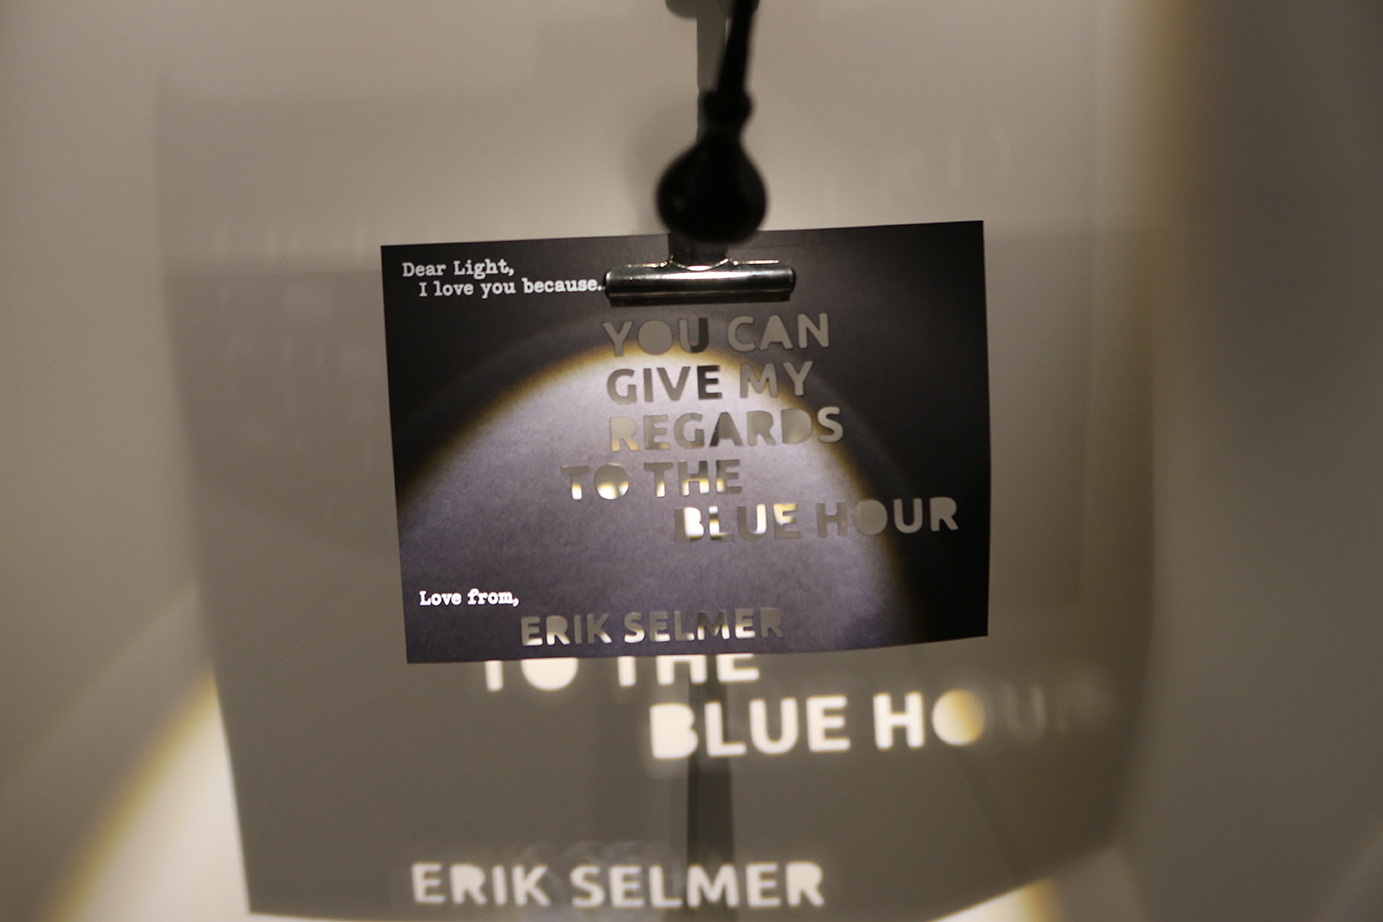 Dear Light,
I love you because..
YOU CAN
GIVE MY
REGARDS
TO THE
BLUE HOUR
Love from,
ERIK SELMER
TO THE
BLUE HOUR
ERIK SELMER